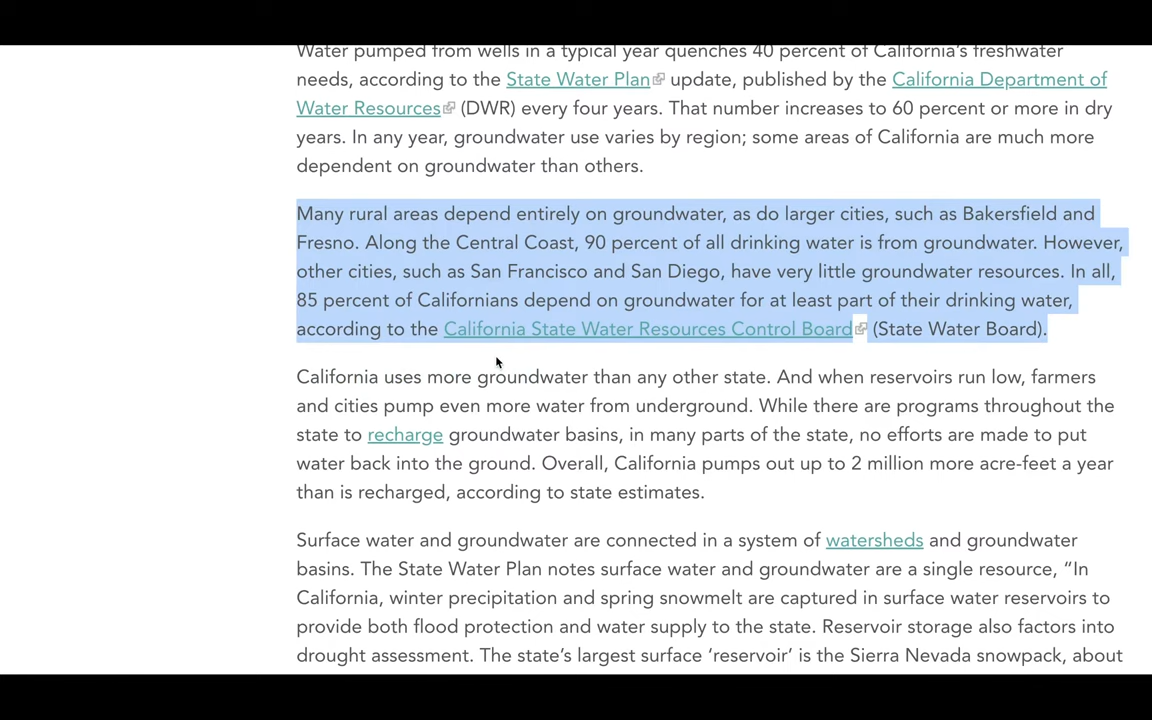 Water pumped from wells in a typical year quenches 40 percent of California's freshwater
needs, according to the State Water Plan update, published by the California Department of
Water Resources (DWR) every four years. That number increases to 60 percent or more in dry
years. In any year, groundwater use varies by region; some areas of California are much more
dependent on groundwater than others.
Many rural areas depend entirely on groundwater, as do larger cities, such as Bakersfield and
Fresno. Along the Central Coast, 90 percent of all drinking water is from groundwater. However,
other cities, such as San Francisco and San Diego, have very little groundwater resources. In all,
85 percent of Californians depend on groundwater for at least part of their drinking water,
according to the California State Water Resources Control Board (State Water Board).
California uses more groundwater than any other state. And when reservoirs run low, farmers
and cities pump even more water from underground. While there are programs throughout the
state to recharge groundwater basins, in many parts of the state, no efforts are made to put
water back into the ground. Overall, California pumps out up to 2 million more acre-feet a year
than is recharged, according to state estimates.
Surface water and groundwater are connected in a system of watersheds and groundwater
basins. The State Water Plan notes surface water and groundwater are a single resource, “In
California, winter precipitation and spring snowmelt are captured in surface water reservoirs to
provide both flood protection and water supply to the state. Reservoir storage also factors into
drought assessment. The state’s largest surface ‘reservoir’ is the Sierra Nevada snowpack, about